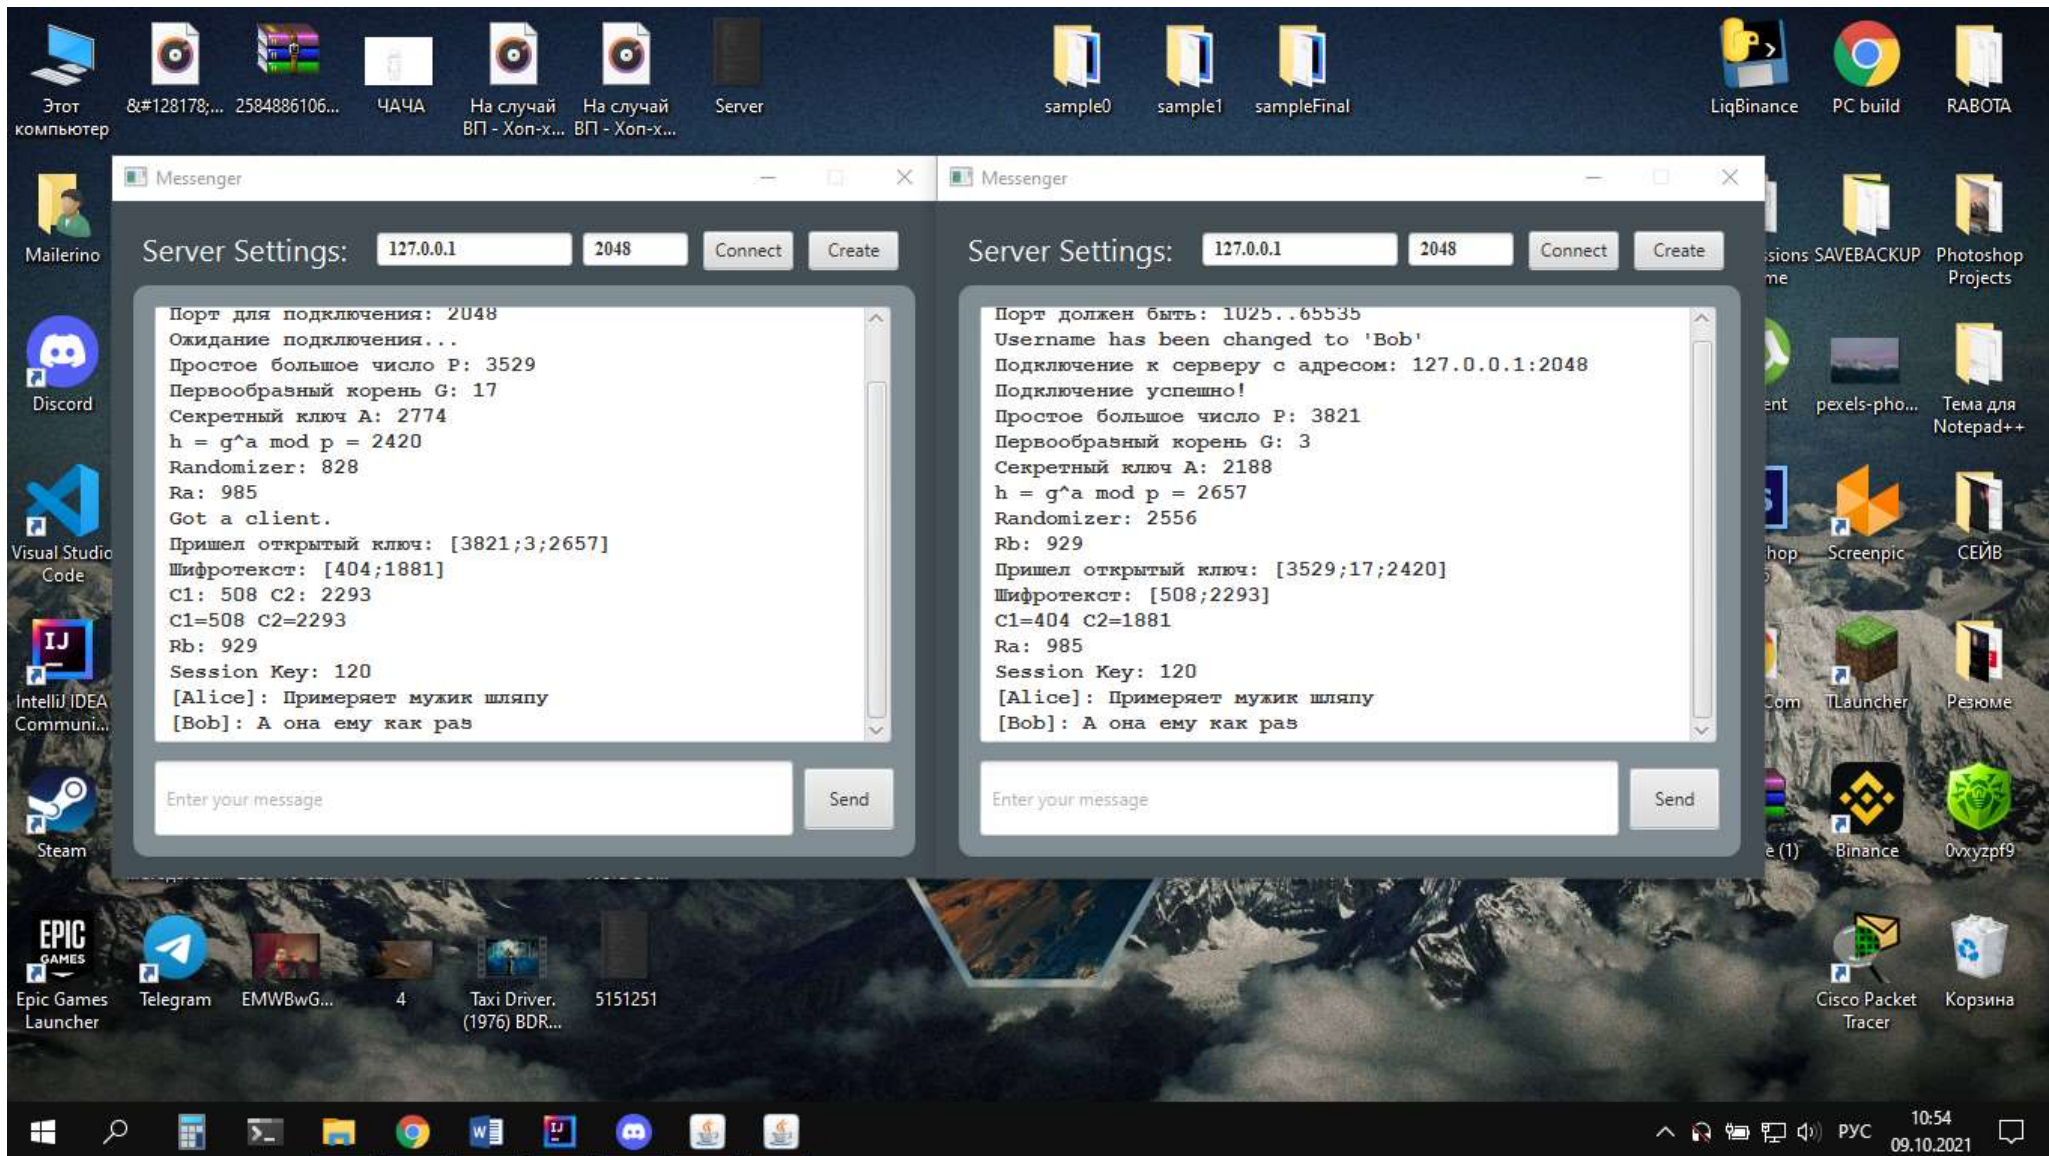 Этот
компьютер
&#128178;...
2584886106...
ЧАЧА
На случай
ВП - Хоп-х...
На случай
ВП - Хоп-х...
Server
sample0
sample1
sampleFinal
LiqBinance
PC build
RABOTA
Mailerino
Discord
Visual Studio
Code
IntelliJ IDEA
Communi...
Steam
Messenger
Server Settings:
127.0.0.1
2048
Connect
Create
Порт для подключения: 2048
Ожидание подключения...
Простое большое число P: 3529
Первообразный корень G: 17
Секретный ключ A: 2774
h = g^a mod p = 2420
Randomizer: 828
Ra: 985
Got a client.
Пришел открытый ключ: [3821;3;2657]
Шифротекст: [404;1881]
C1: 508 C2: 2293
C1=508 C2=2293
Rb: 929
Session Key: 120
[Alice]: Примеряет мужик шляпу
[Bob]: А она ему как раз
Enter your message
Send
Messenger
Server Settings:
127.0.0.1
2048
Connect
Create
Порт должен быть: 1025..65535
Username has been changed to 'Bob'
Подключение к серверу с адресом: 127.0.0.1:2048
Подключение успешно!
Простое большое число P: 3821
Первообразный корень G: 3
Секретный ключ A: 2188
h = g^a mod p = 2657
Randomizer: 2556
Rb: 929
Пришел открытый ключ: [3529;17;2420]
Шифротекст: [508;2293]
C1=404 C2=1881
Ra: 985
Session Key: 120
[Alice]: Примеряет мужик шляпу
[Bob]: А она ему как раз
Enter your message
Send
ssions
me
SAVEBACKUP
Photoshop
Projects
ent
pexels-pho...
Тема для
Notepad++
hop
Screenpic
СЕЙВ
Com
TLauncher
Резюме
e (1)
Binance
0vxyzpf9
EPIC
GAMES
Epic Games
Launcher
Telegram
EMWBwG...
4
Taxi Driver.
(1976) BDR...
5151251
Cisco Packet
Tracer
Корзина
РУС
10:54
09.10.2021